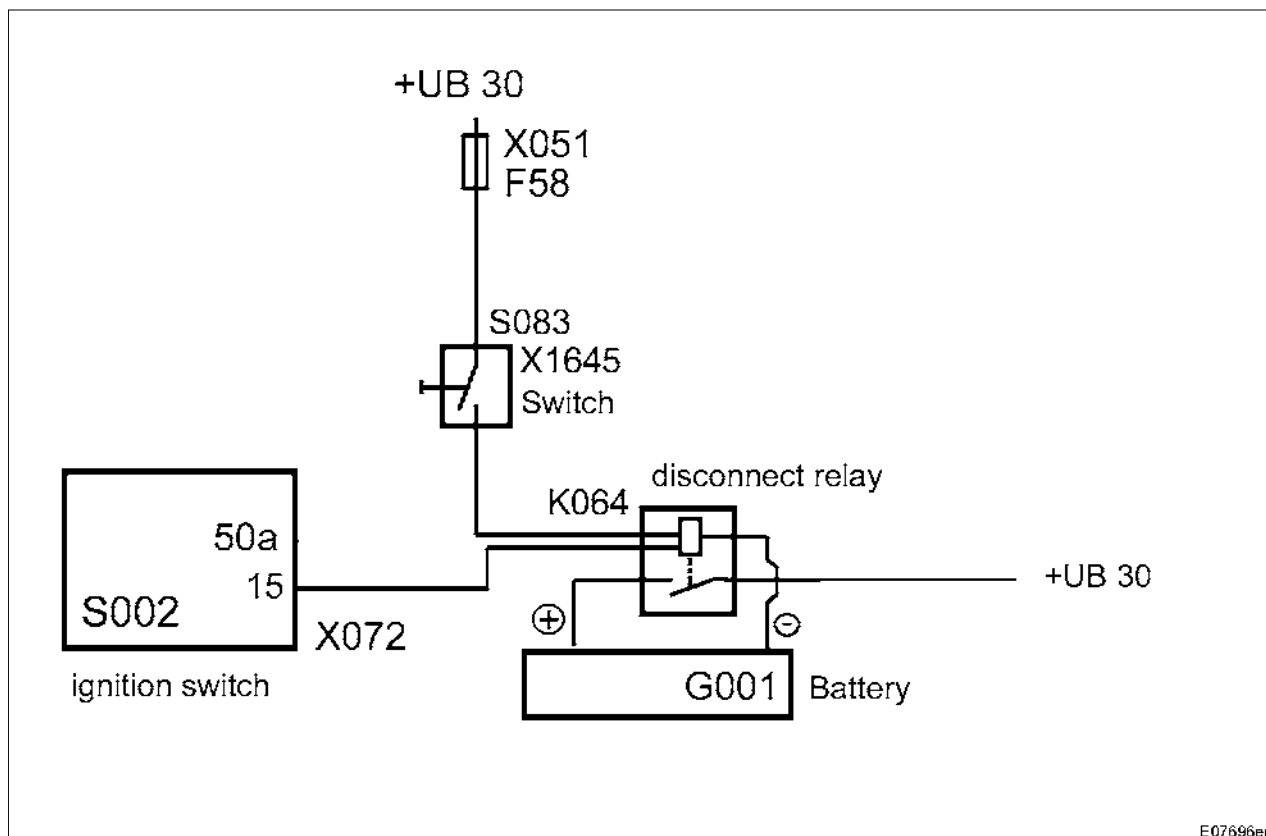 +UB 30
X051
F58
S083
X1645
Switch
disconnect relay
K064
50a
15
S002
X072
ignition switch
+UB 30
+
-
G001
Battery